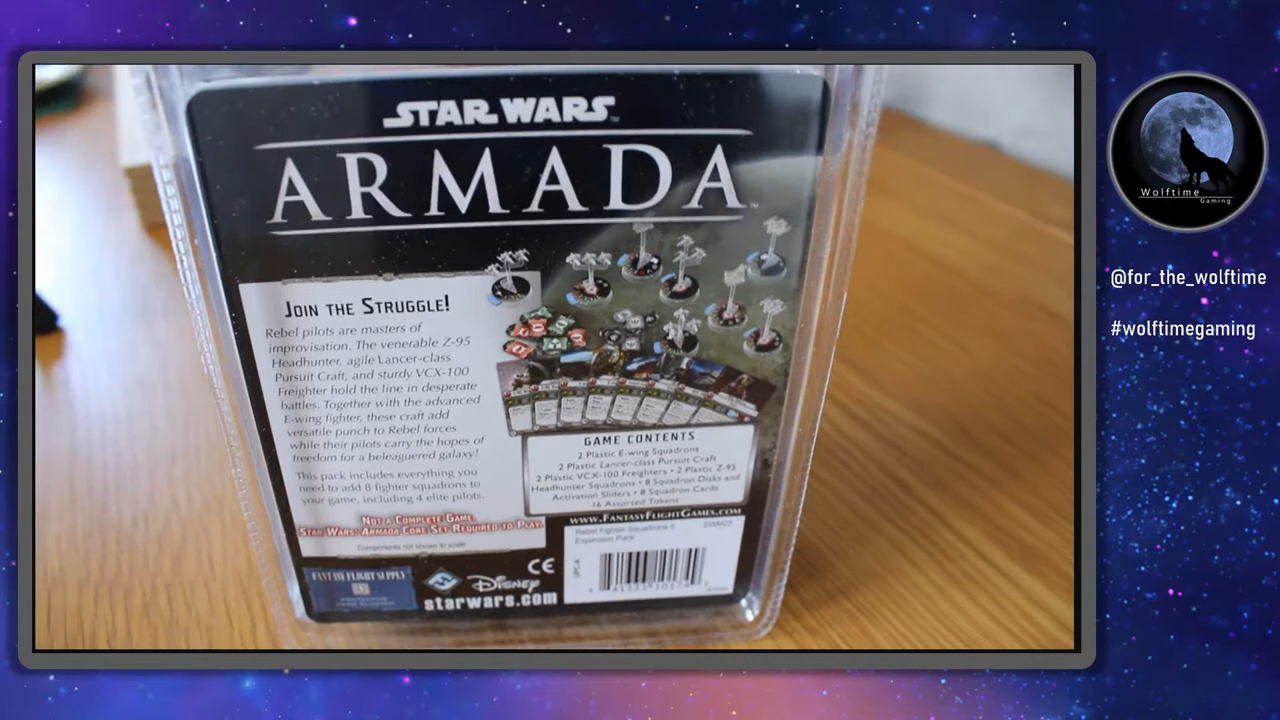 STAR WARS
ARMADA
JOIN THE STRUGGLE!
Rebel pilots are masters of
improvisation. The venerable Z-95
Headhunter, agile Lancer-class
Pursuit Craft, and sturdy VCX-100
Freighter hold the line in desperate
battles. Together with the advanced
E-wing fighter, these craft add
versatile punch to Rebel forces
while their pilots carry the hopes of
freedom for a beleaguered galaxy!
This pack includes everything you
need to add 8 fighter squadrons to
your game, including 4 elite pilots.
NOT A COMPLETE GAME.
STAR WARS: ARMADA CORE SET REQUIRED TO PLAY.
Components not shown to scale
GAME CONTENTS
2 Plastic E-wing Squadrons
2 Plastic Lancer-class Pursuit Craft
2 Plastic VCX-100 Freighters • 2 Plastic Z-95
Headhunter Squadrons • 8 Squadron Disks and
Activation Sliders • 8 Squadron Cards
16 Assorted Tokens
WWW.FANTASYFLIGHTGAMES.COM
Rebel Fighter Squadrons II
Expansion Pack
SWM23
UPC-A
FANTASY FLIGHT SUPPLY
CE
Disney
starwars.com
Wolftime
Gaming
@for_the_wolftime
#wolftimegaming